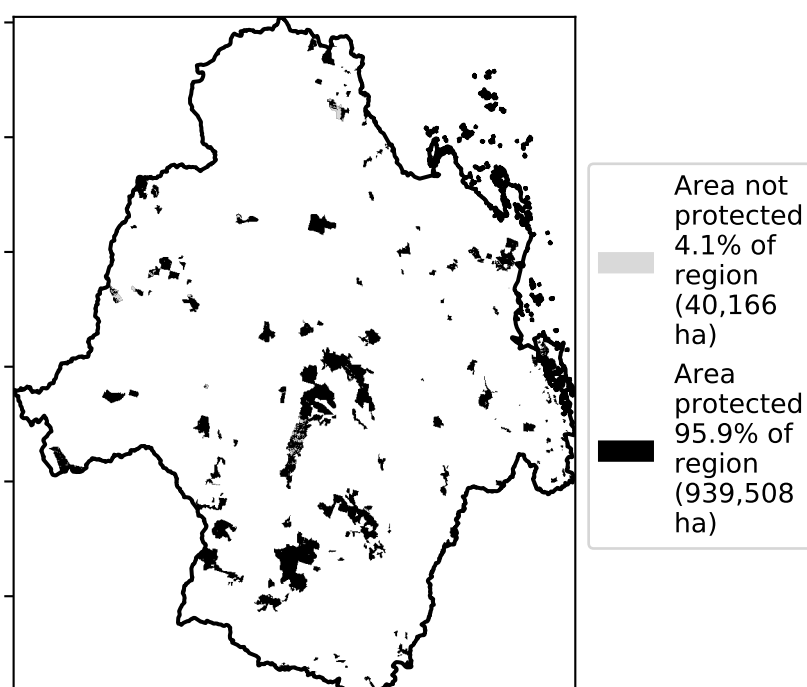 Area not
protected
4.1% of
region
(40,166
ha)
Area
protected
95.9% of
region
(939,508
ha)